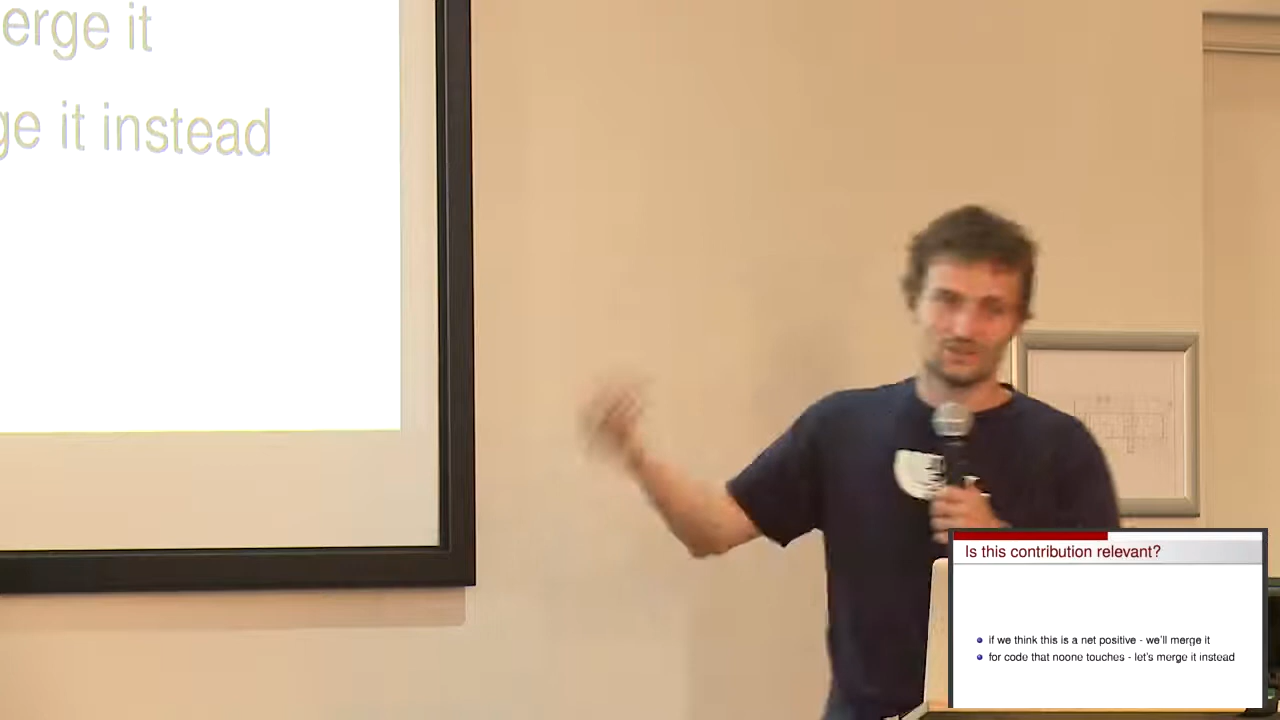 erge it
ge it instead
Is this contribution relevant?
if we think this is a net positive - we'll merge it
for code that noone touches - let's merge it instead